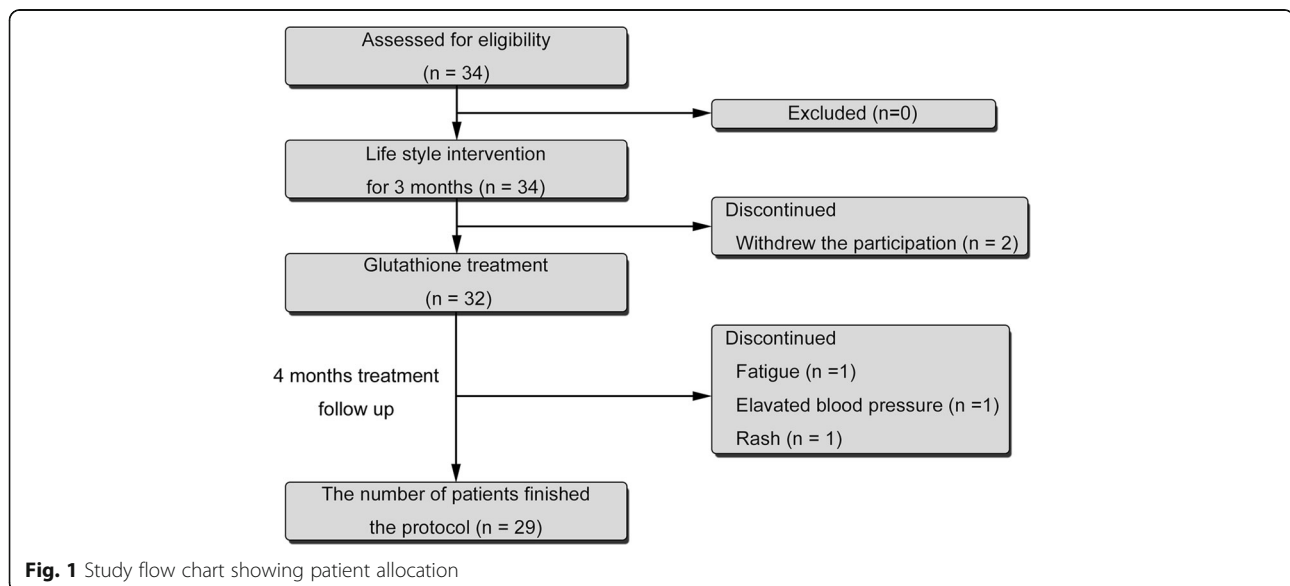 Assessed for eligibility
(n = 34)
Excluded (n=0)
Life style intervention
for 3 months (n = 34)
Discontinued
Withdrew the participation (n = 2)
Glutathione treatment
(n = 32)
4 months treatment
follow up
Discontinued
Fatigue (n =1)
Elavated blood pressure (n =1)
Rash (n = 1)
The number of patients finished
the protocol (n = 29)
Fig. 1 Study flow chart showing patient allocation